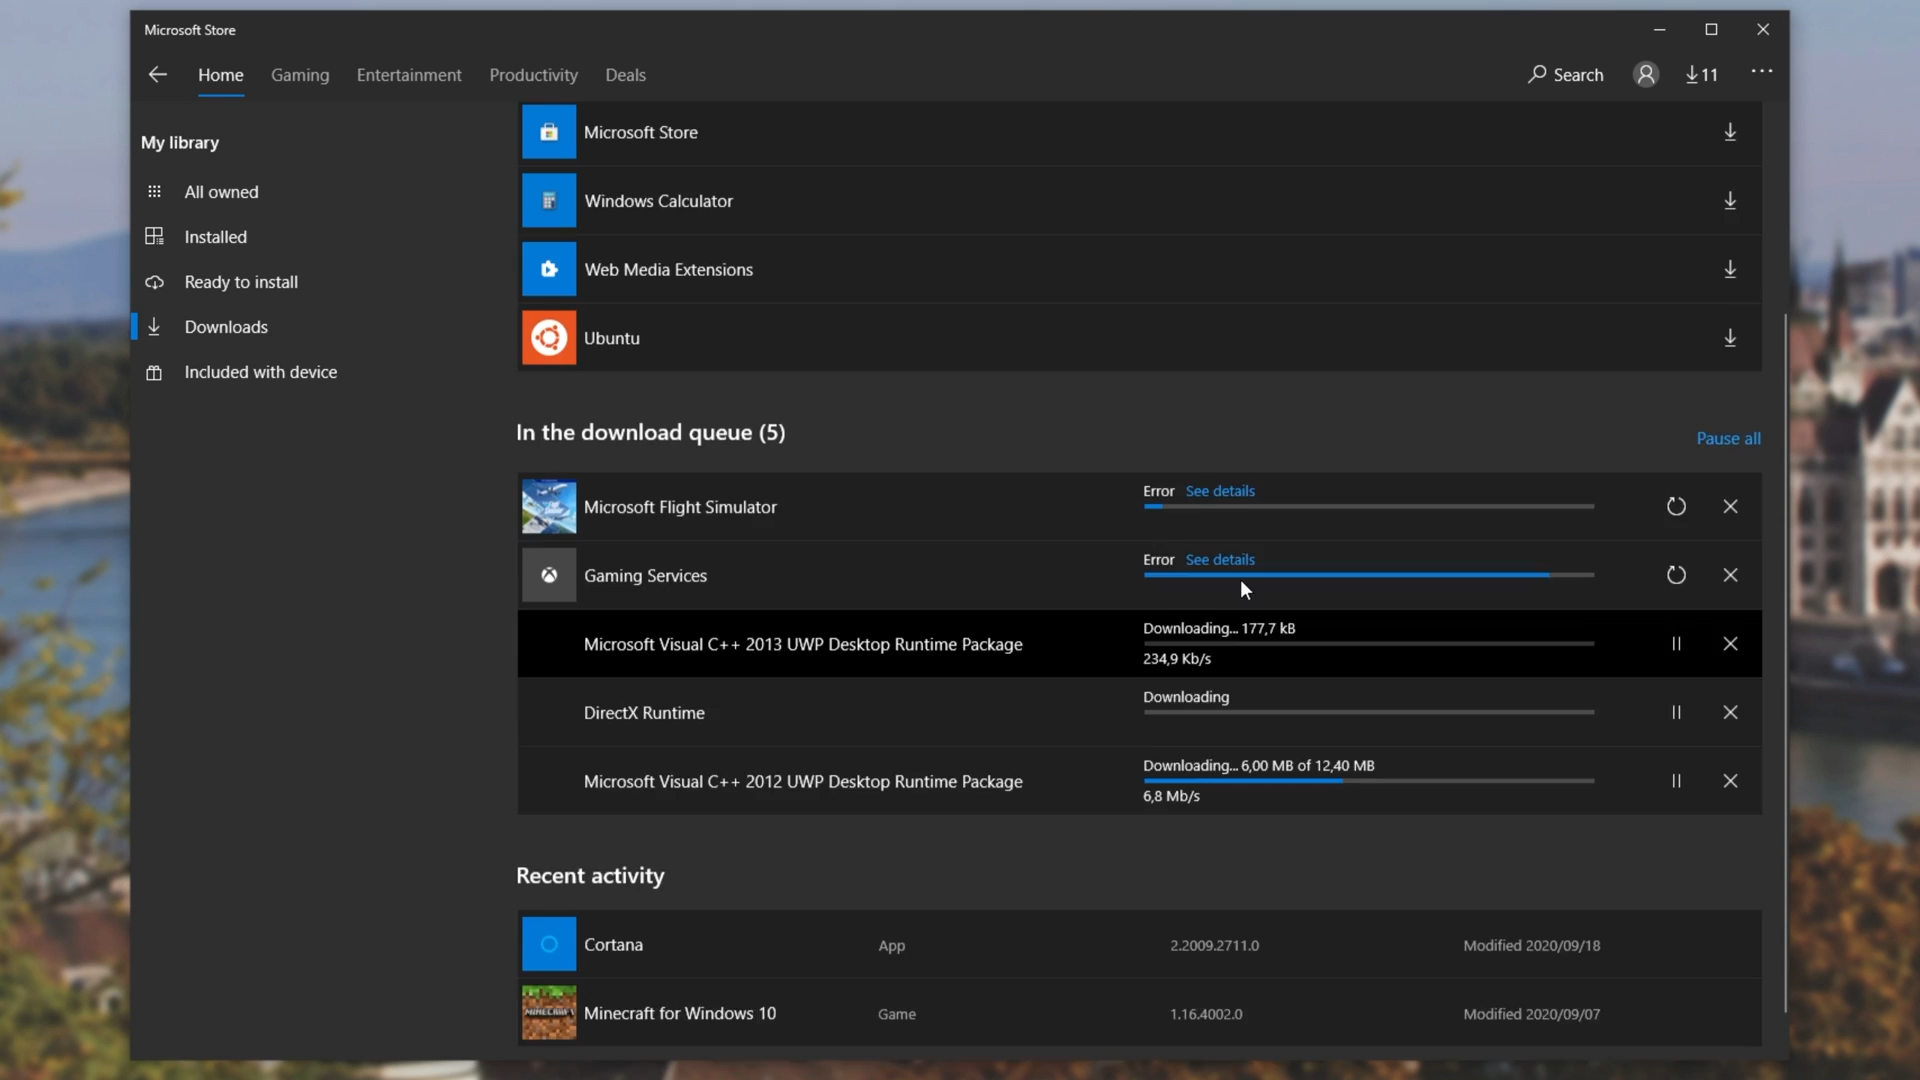 Microsoft Store
Home Gaming Entertainment Productivity Deals Search 11 ...
My library
All owned
Installed
Ready to install
Downloads
Included with device
Microsoft Store
Windows Calculator
Web Media Extensions
Ubuntu
In the download queue (5) Pause all
Microsoft Flight Simulator Error See details
Gaming Services Error See details
Microsoft Visual C++ 2013 UWP Desktop Runtime Package Downloading... 177,7 kB
234,9 Kb/s
DirectX Runtime Downloading
Microsoft Visual C++ 2012 UWP Desktop Runtime Package Downloading... 6,00 MB of 12,40 MB
6,8 Mb/s
Recent activity
Cortana App 2.2009.2711.0 Modified 2020/09/18
MINECRAFT
Minecraft for Windows 10 Game 1.16.4002.0 Modified 2020/09/07